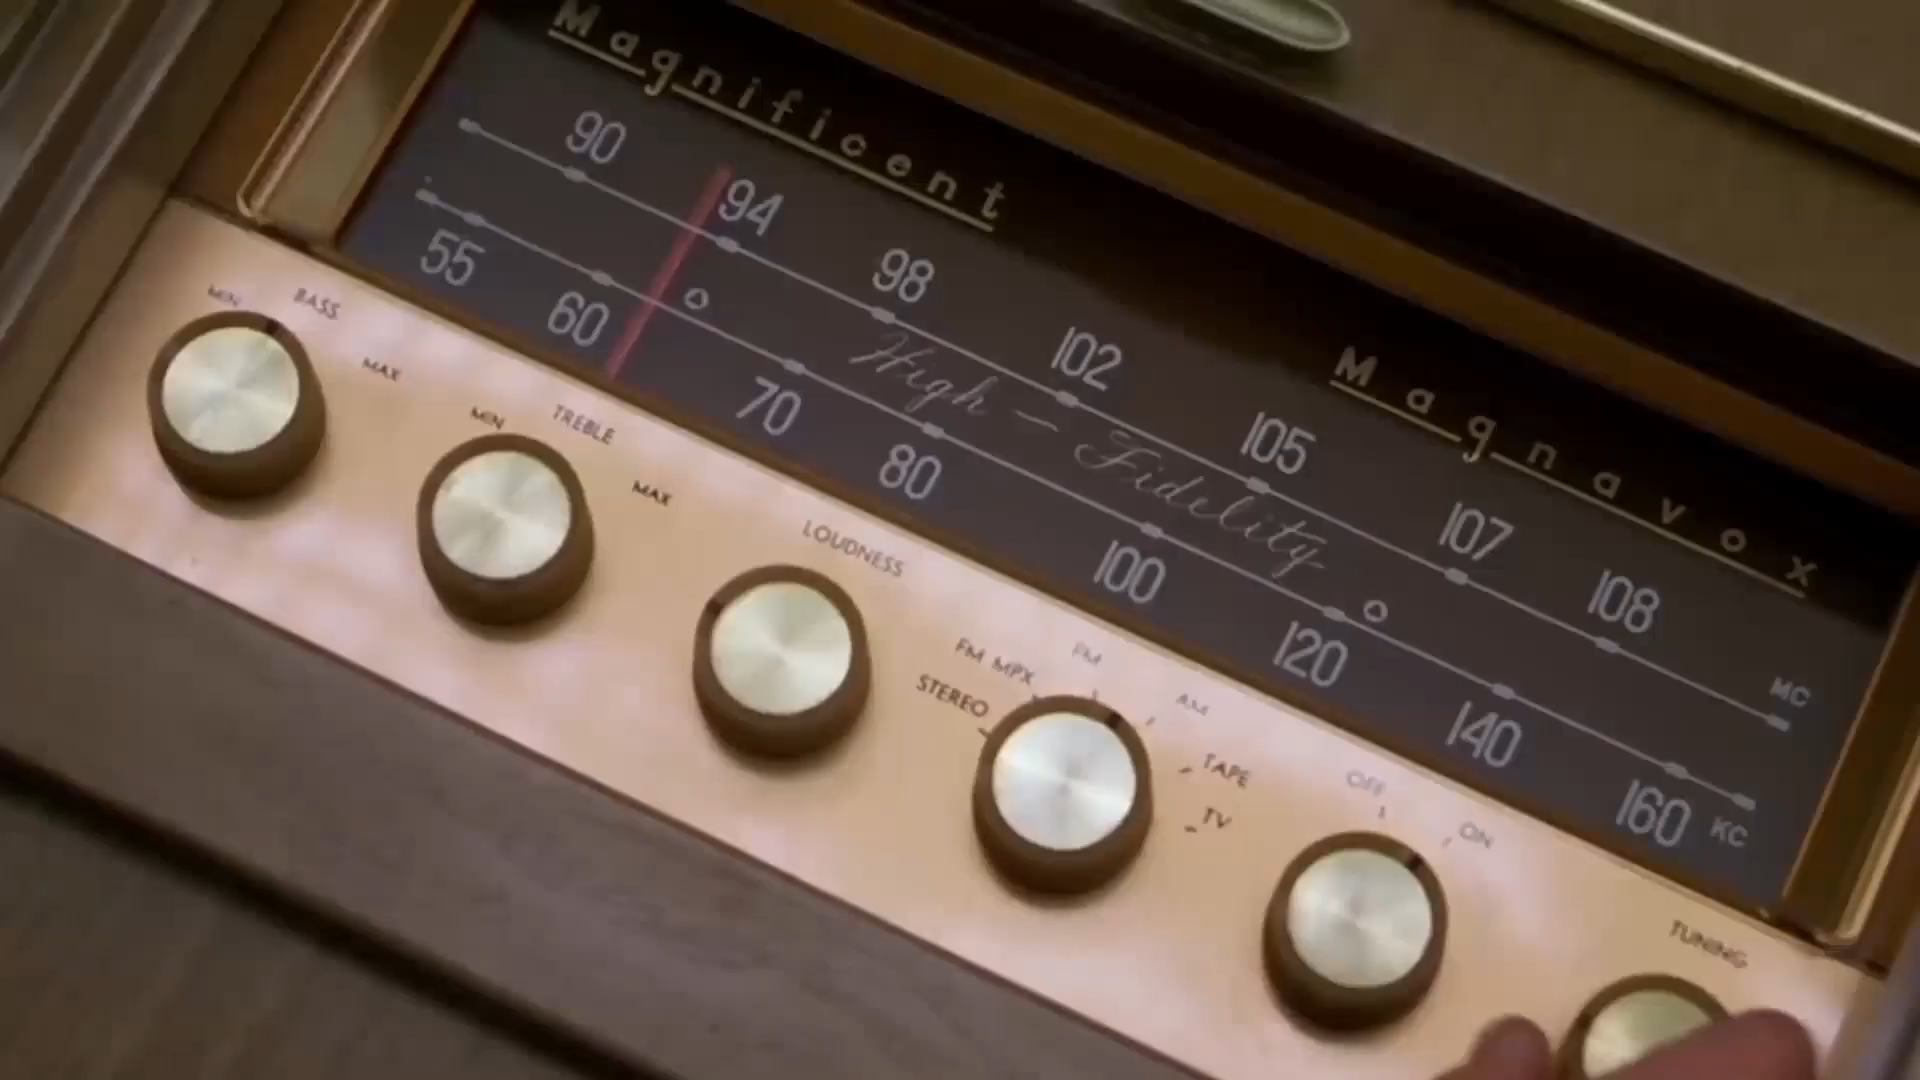 Magnificent
Magnavox
90 94 98 102 105 107 108 MC
High-Fidelity
55 60 70 80 100 120 140 160 KC
MIN BASS MAX
MIN TREBLE MAX
LOUDNESS
STEREO FM MPX FM AM TAPE TV
OFF ON
TUNING